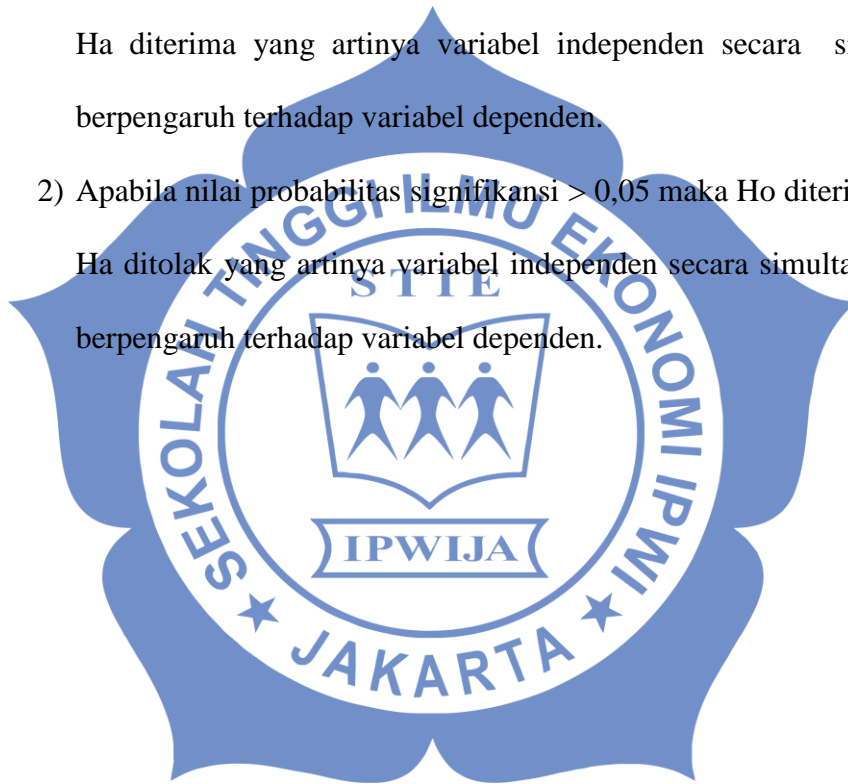 Ha diterima yang artinya variabel independen secara si
berpengaruh terhadap variabel dependen.
2) Apabila nilai probabilitas signifikansi > 0,05 maka Ho diteri
Ha ditolak yang artinya variabel independen secara simulta
berpengaruh terhadap variabel dependen.
SEKOLAH TINGGI ILMU EKONOMI IPWI
STIE
IPWIJA
JAKARTA